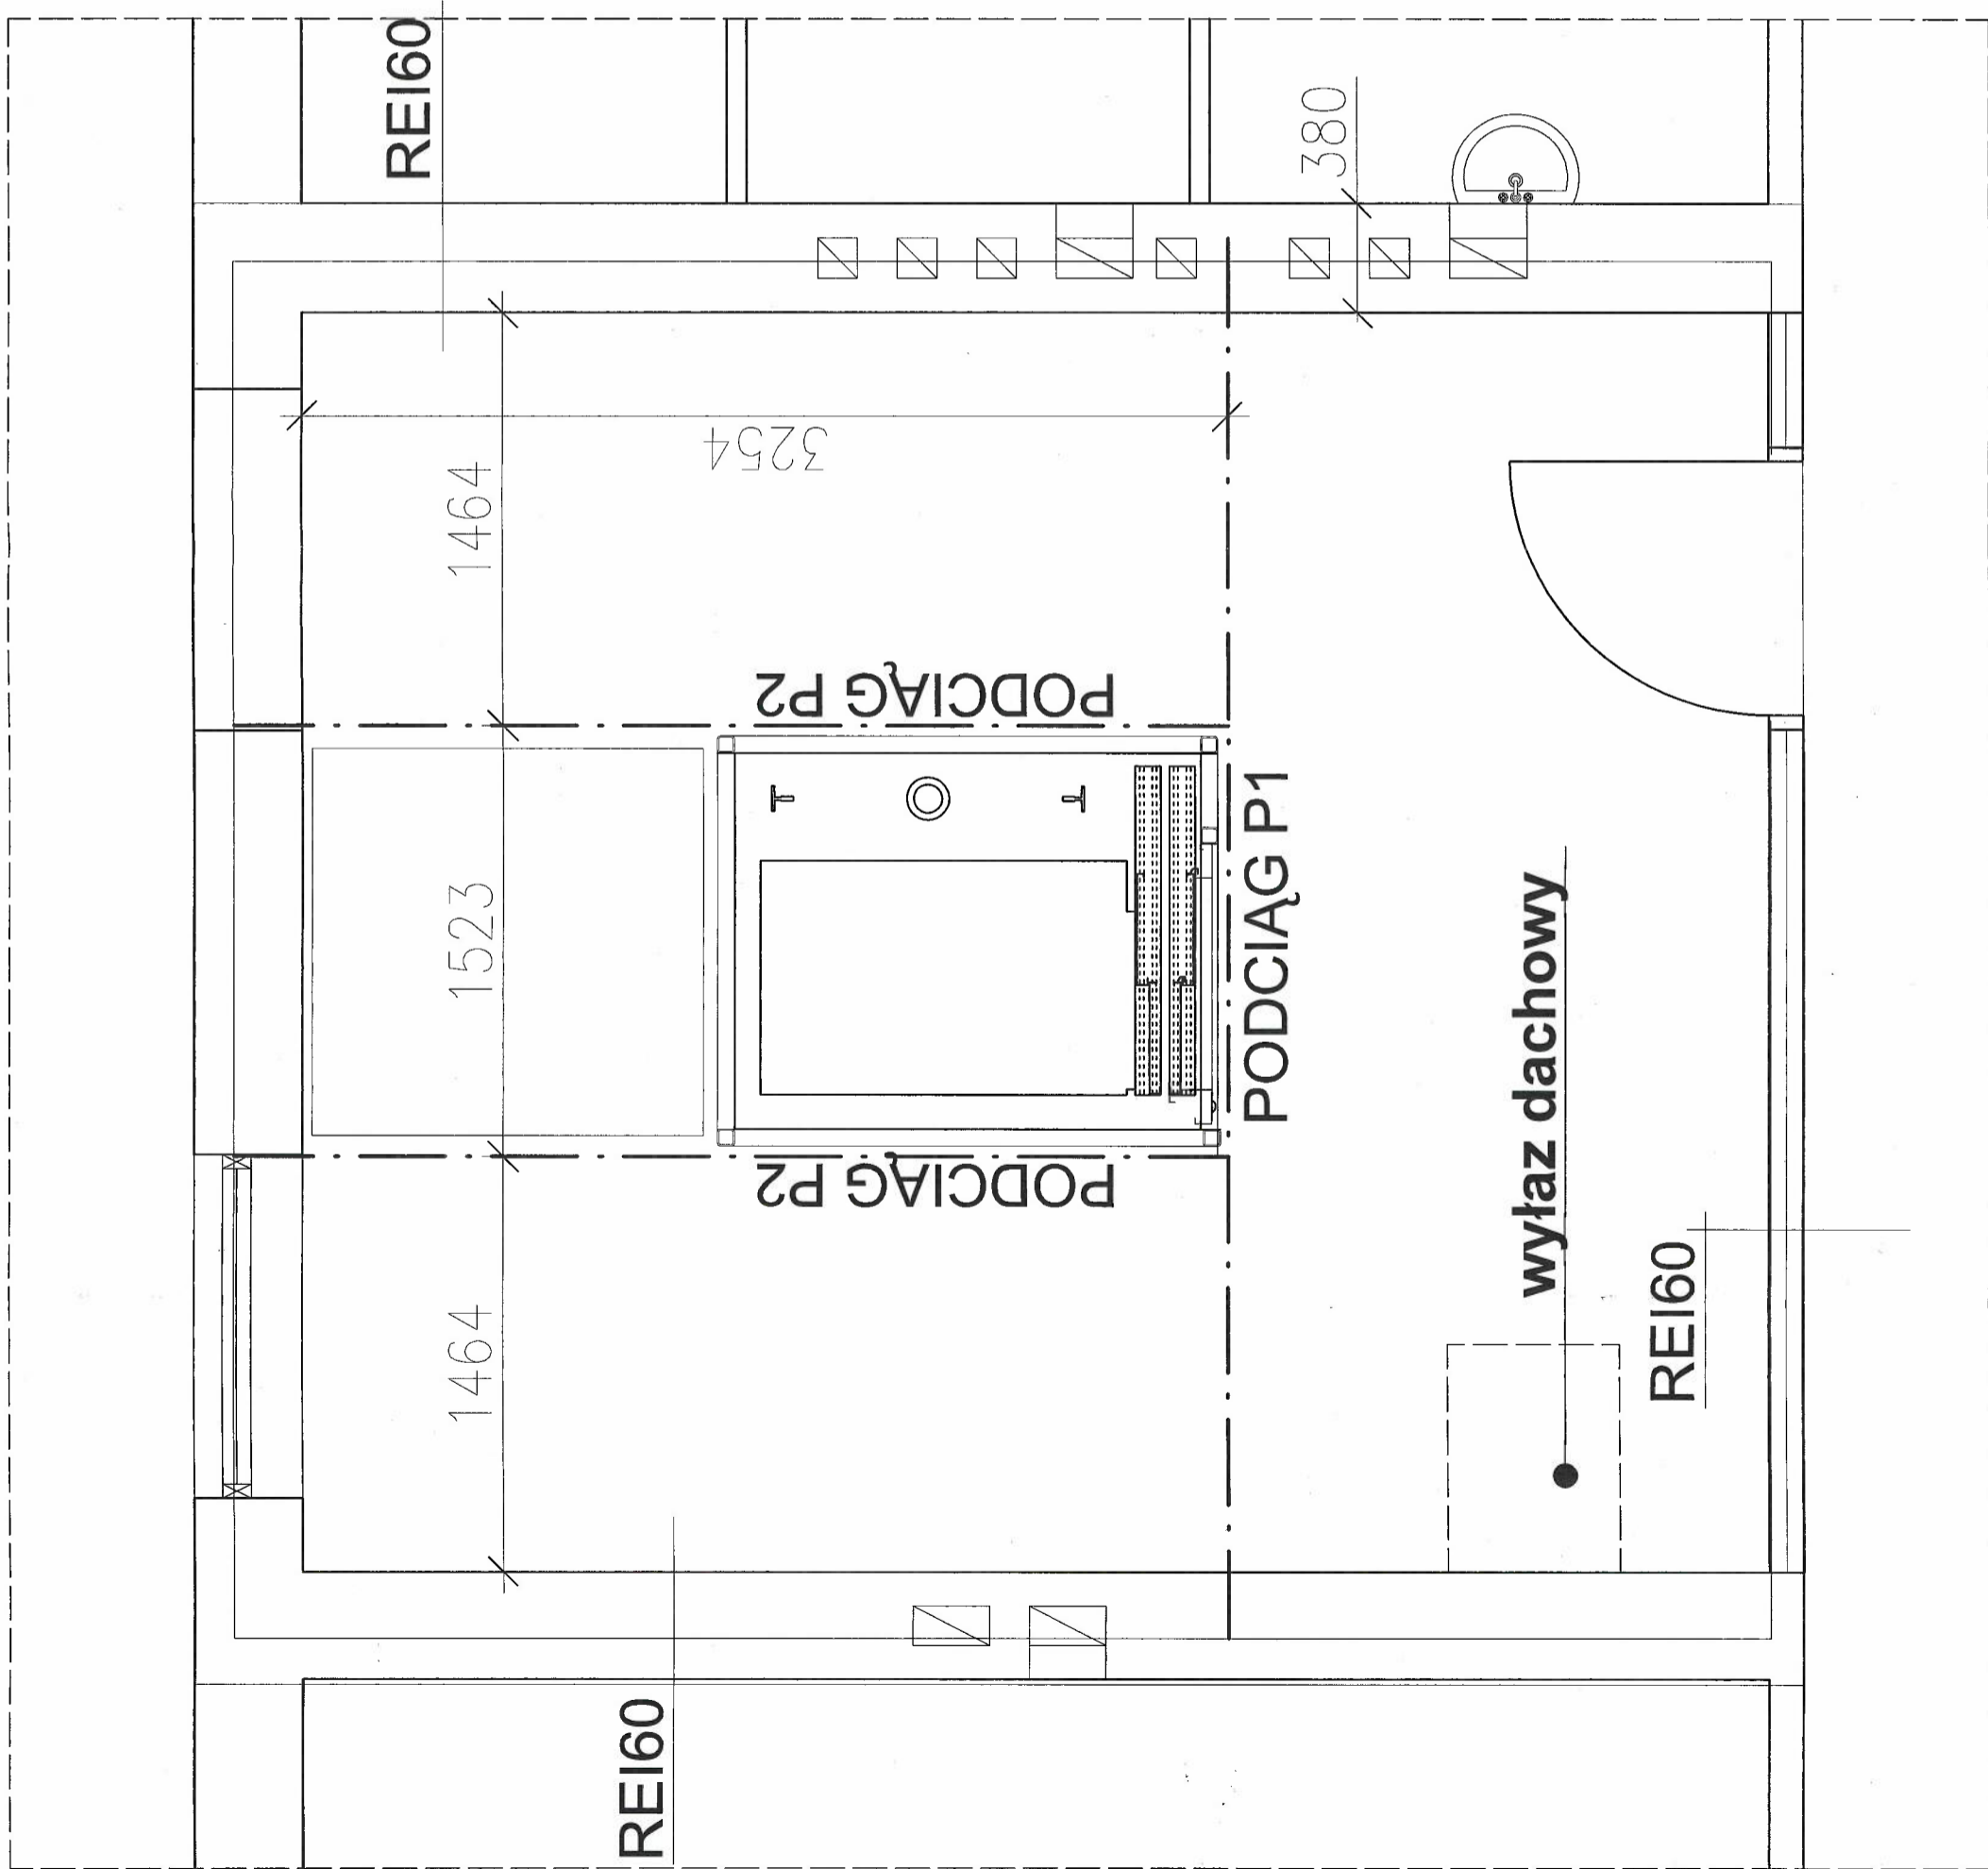 REI60
380
3254
1464
PODCIĄG P2
1523
PODCIĄG P1
PODCIĄG P2
wyłaz dachowy
1464
REI60
REI60